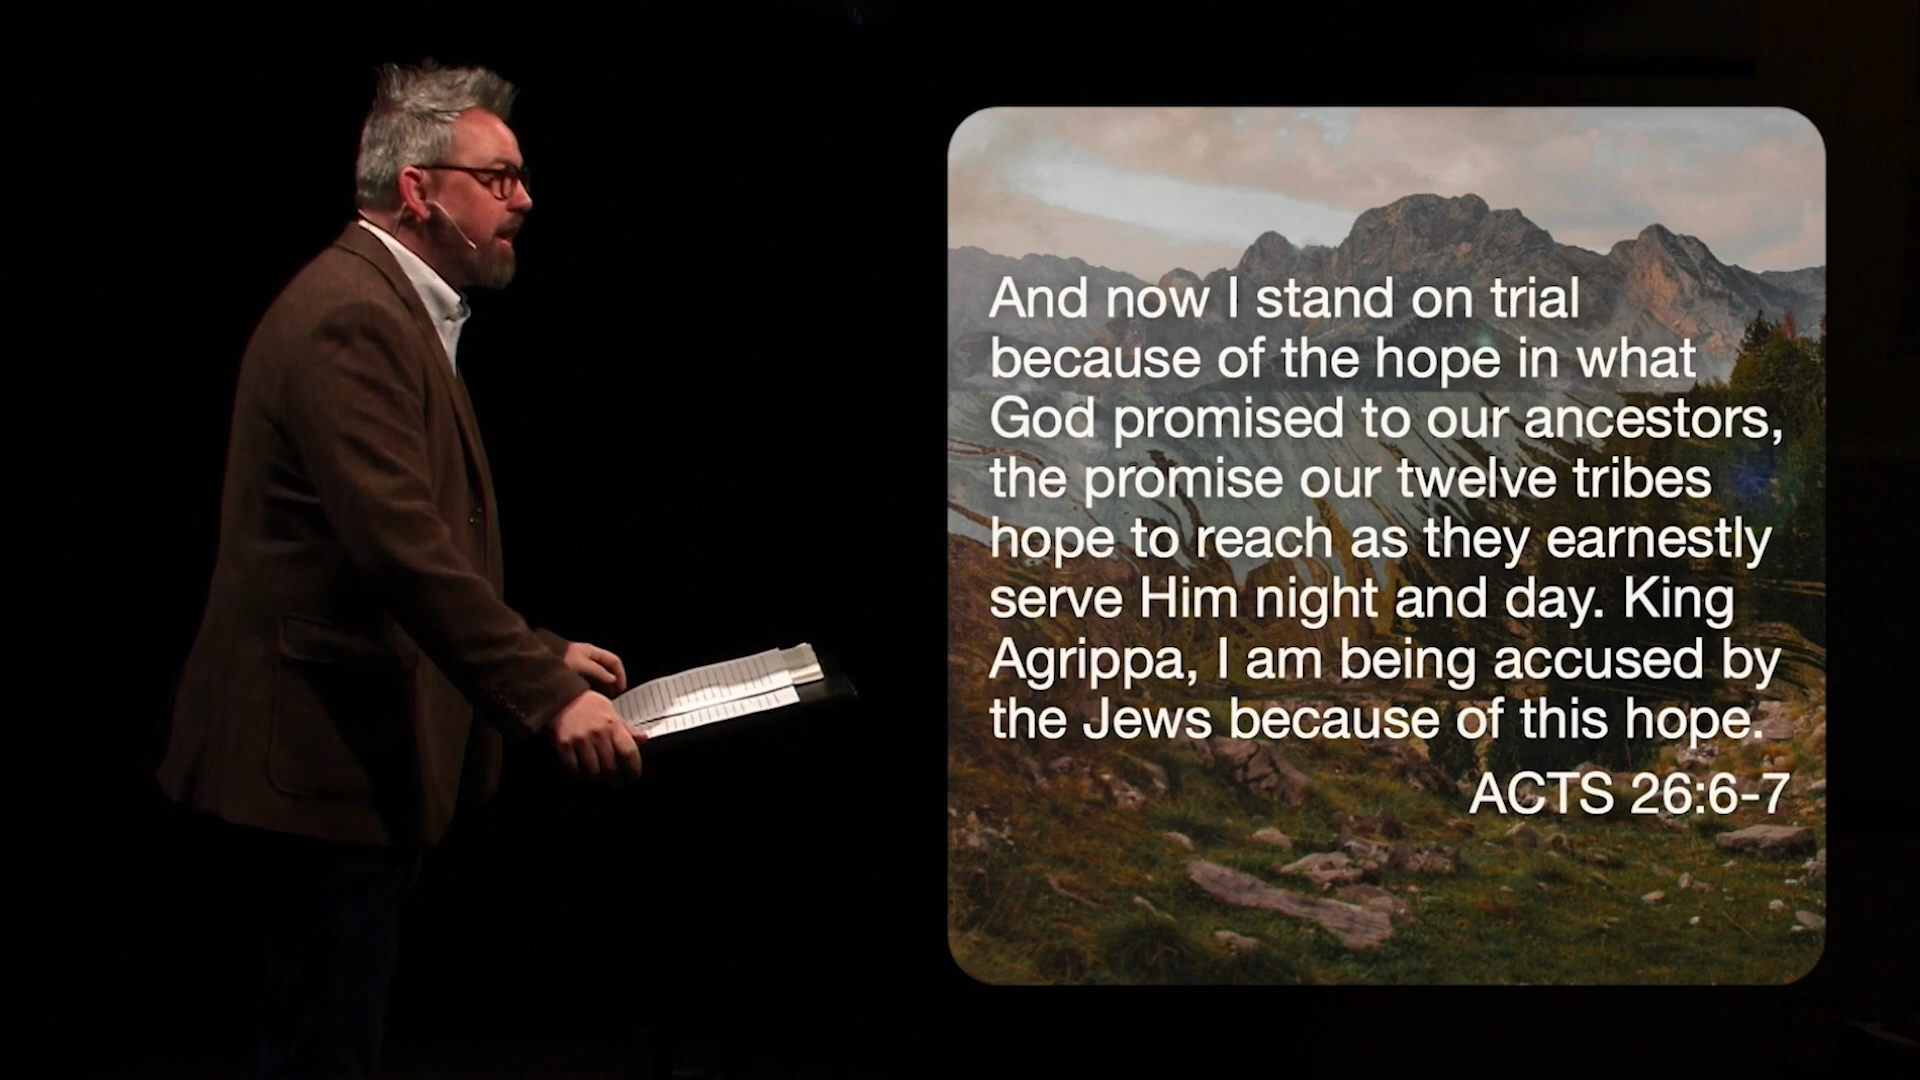 And now I stand on trial
because of the hope in what
God promised to our ancestors,
the promise our twelve tribes
hope to reach as they earnestly
serve Him night and day. King
Agrippa, I am being accused by
the Jews because of this hope.
ACTS 26:6-7